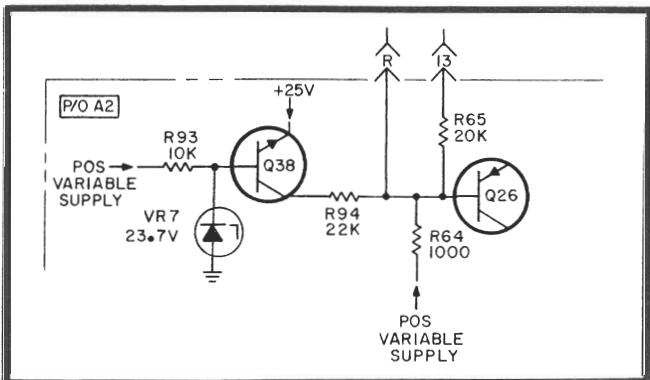 R
13
P/O A2
+25V
R93
10K
Q38
R65
20K
POS
VARIABLE
SUPPLY
Q26
VR7
23.7V
R94
22K
R64
1000
POS
VARIABLE
SUPPLY